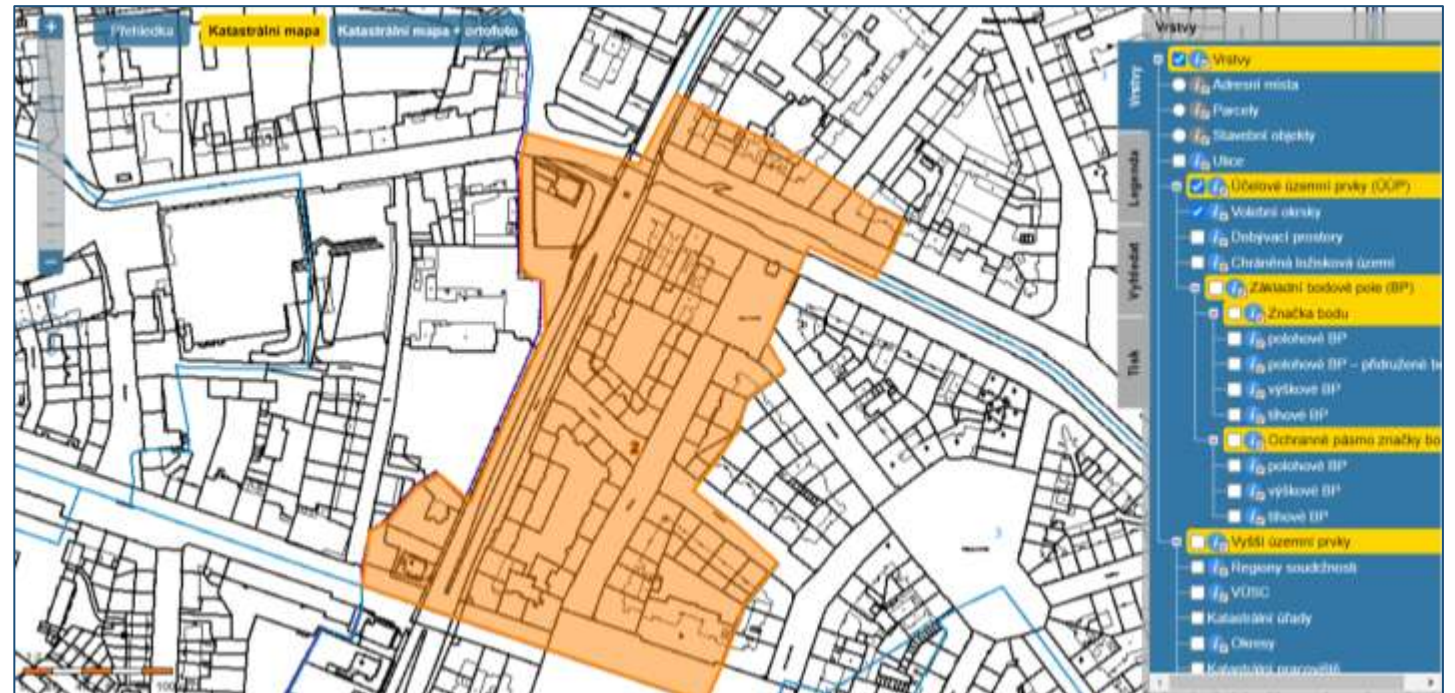 Přehledka
Katastrální mapa
Katastrální mapa + ortofoto
Vrstvy
Vrstvy
Legenda
Vyhledat
Tisk
Vrstvy
Adresní místa
Parcely
Stavební objekty
Ulice
Účelové územní prvky (ÚÚP)
Volební okrsky
Dobývací prostory
Chráněná ložisková území
Základní bodové pole (BP)
Značka bodu
polohové BP
polohové BP – přidružené b
výškové BP
tíhové BP
Ochranné pásmo značky bo
polohové BP
výškové BP
tíhové BP
Vyšší územní prvky
Regiony soudržnosti
VÚSC
Katastrální úřady
Okresy
Katastrální pracoviště
2
3